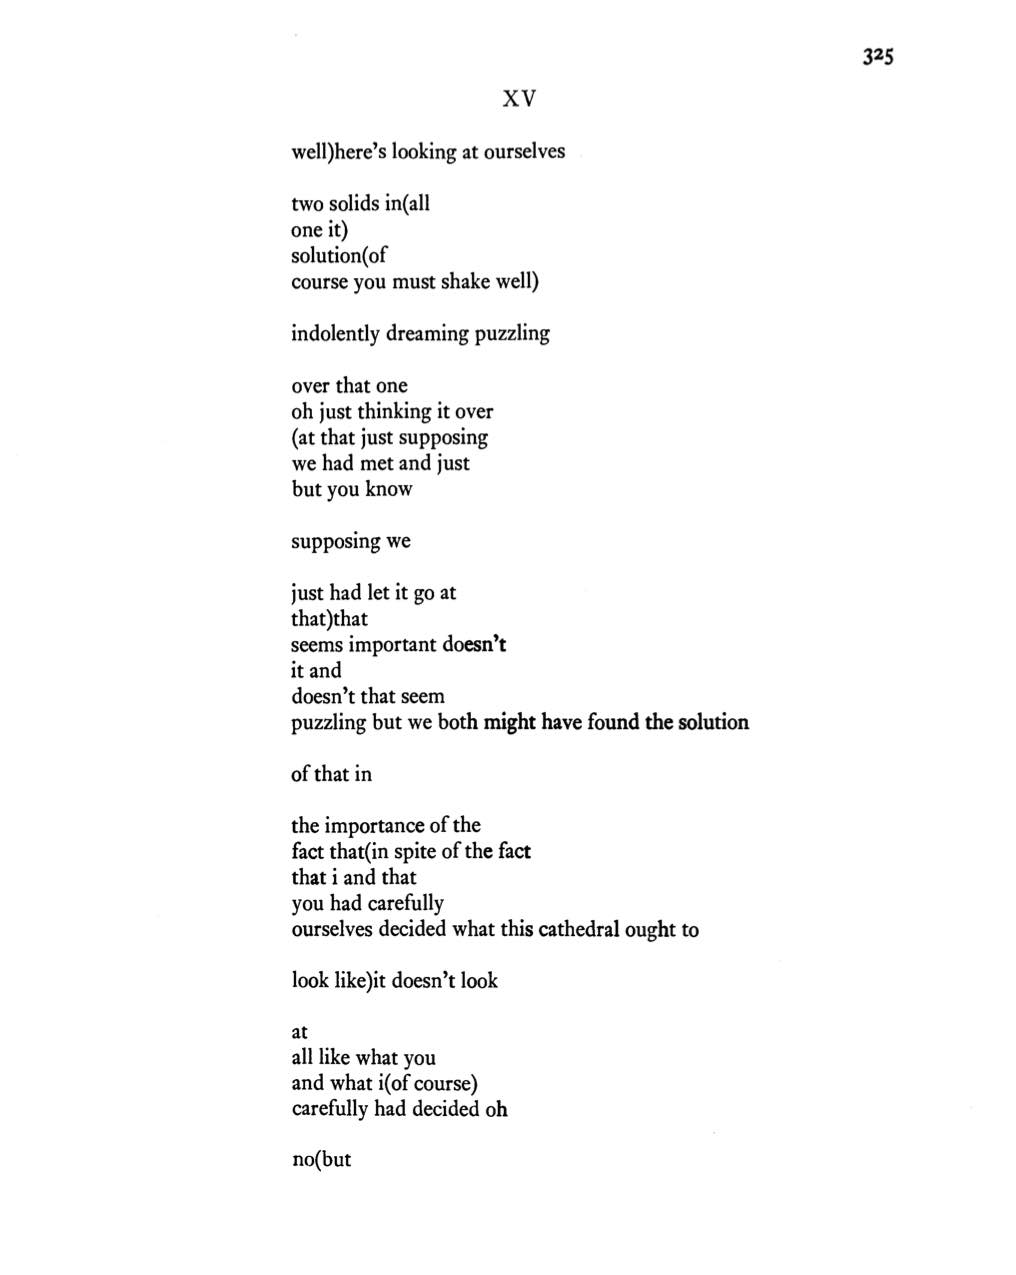 325
XV
well)here's looking at ourselves
two solids in(all
one it)
solution(of
course you must shake well)
indolently dreaming puzzling
over that one
oh just thinking it over
(at that just supposing
we had met and just
but you know
supposing we
just had let it go at
that)that
seems important doesn't
it and
doesn't that seem
puzzling but we both might have found the solution
of that in
the importance of the
fact that(in spite of the fact
that i and that
you had carefully
ourselves decided what this cathedral ought to
look like)it doesn't look
at
all like what you
and what i(of course)
carefully had decided oh
no(but